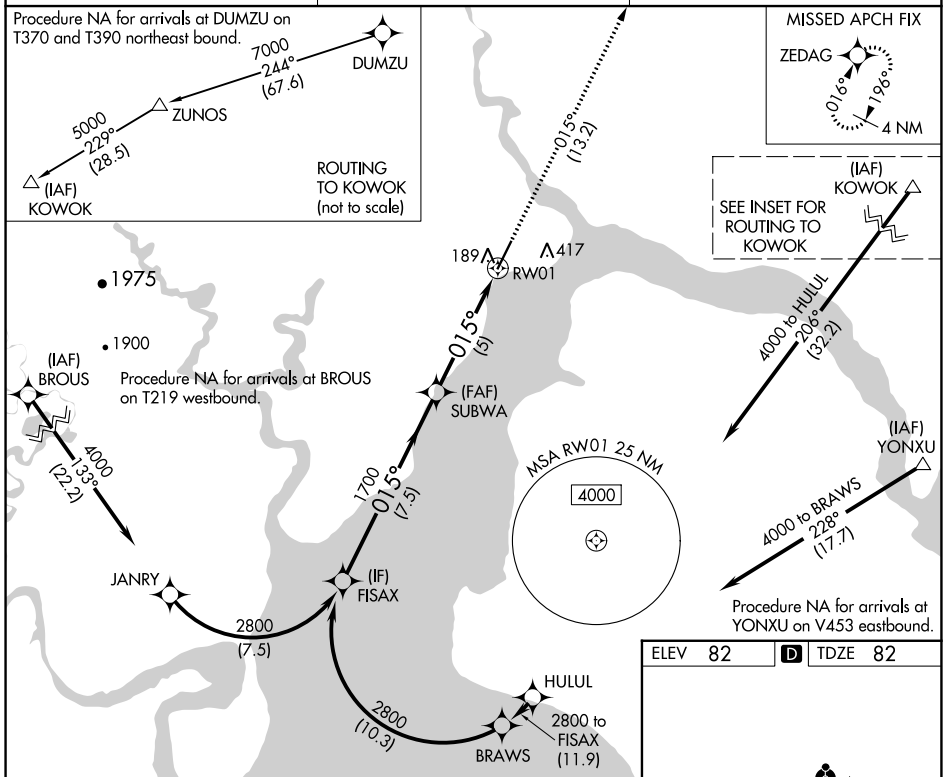 Procedure NA for arrivals at DUMZU on
T370 and T390 northeast bound.
7000
244°
(67.6)
DUMZU
ZUNOS
5000
229°
(28.5)
(IAF)
KOWOK
ROUTING
TO KOWOK
(not to scale)
015°
(13.2)
MISSED APCH FIX
ZEDAG
016°
196°
4 NM
(IAF)
KOWOK
SEE INSET FOR
ROUTING TO
KOWOK
4000 to HULUL
206°
(32.2)
189
417
RW01
1975
1900
(IAF)
BROUS
Procedure NA for arrivals at BROUS
on T219 westbound.
4000
133°
(22.2)
015°
(5)
(FAF)
SUBWA
1700
015°
(7.5)
MSA RW01 25 NM
4000
(IAF)
YONXU
4000 to BRAWS
228°
(17.7)
Procedure NA for arrivals at
YONXU on V453 eastbound.
JANRY
2800
(7.5)
(IF)
FISAX
2800
(10.3)
HULUL
BRAWS
2800 to
FISAX
(11.9)
ELEV 82 D TDZE 82